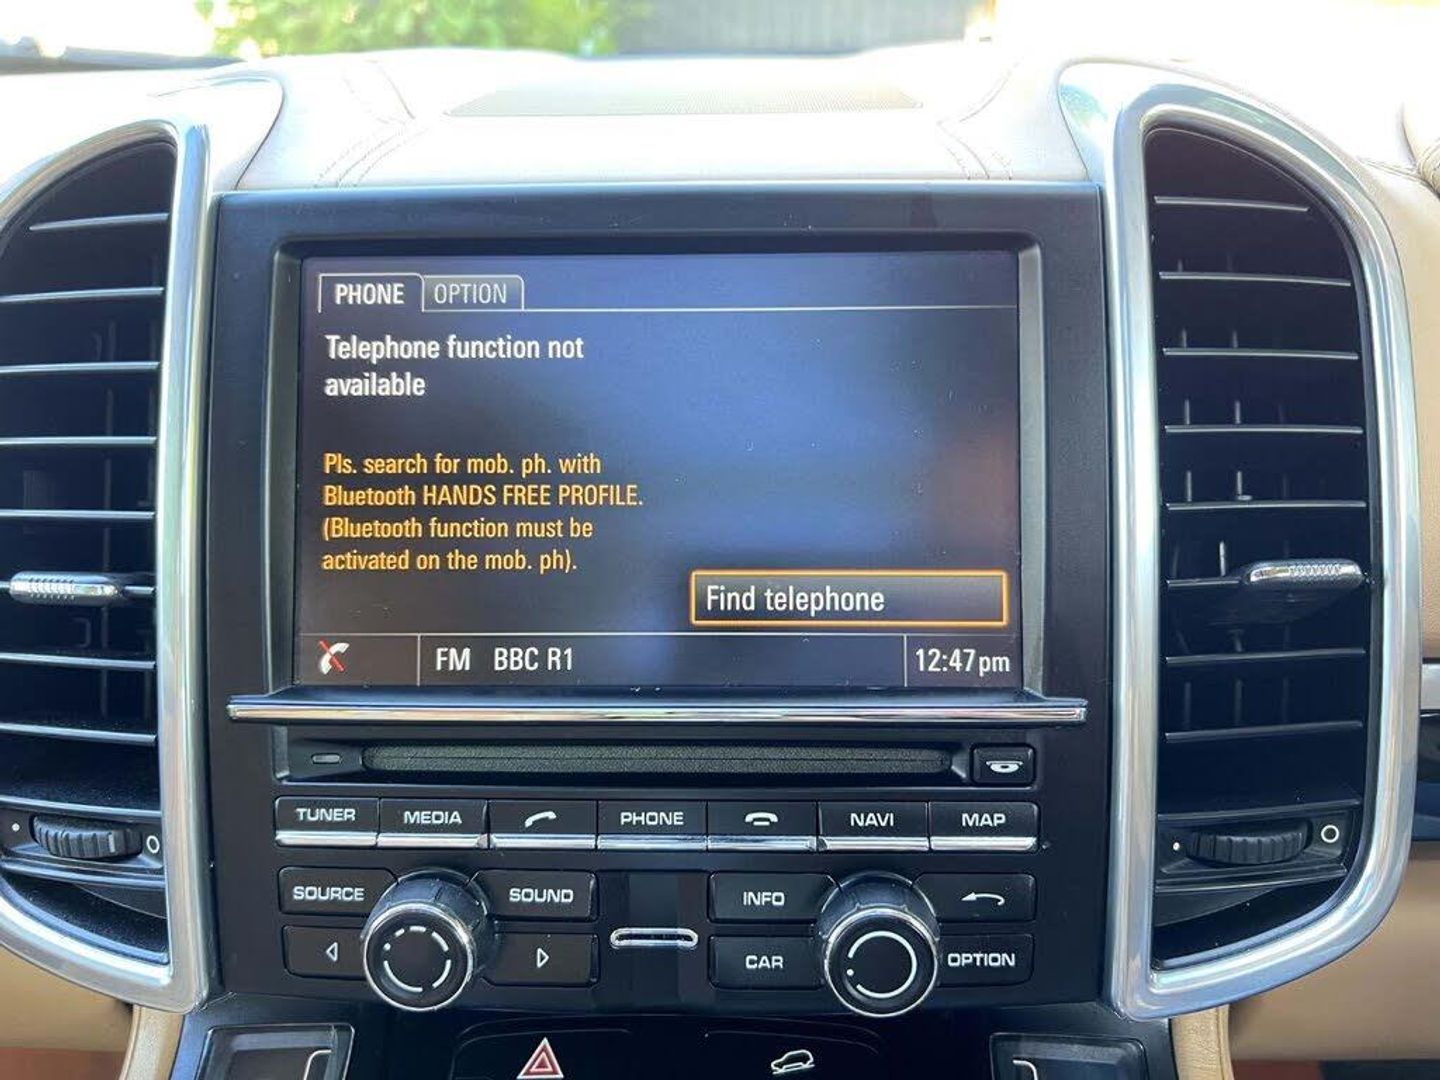 PHONE OPTION
Telephone function not
available
Pls. search for mob. ph. with
Bluetooth HANDS FREE PROFILE.
(Bluetooth function must be
activated on the mob. ph).
Find telephone
FM BBC R1 12:47pm
TUNER MEDIA PHONE NAVI MAP
SOURCE SOUND INFO
CAR OPTION